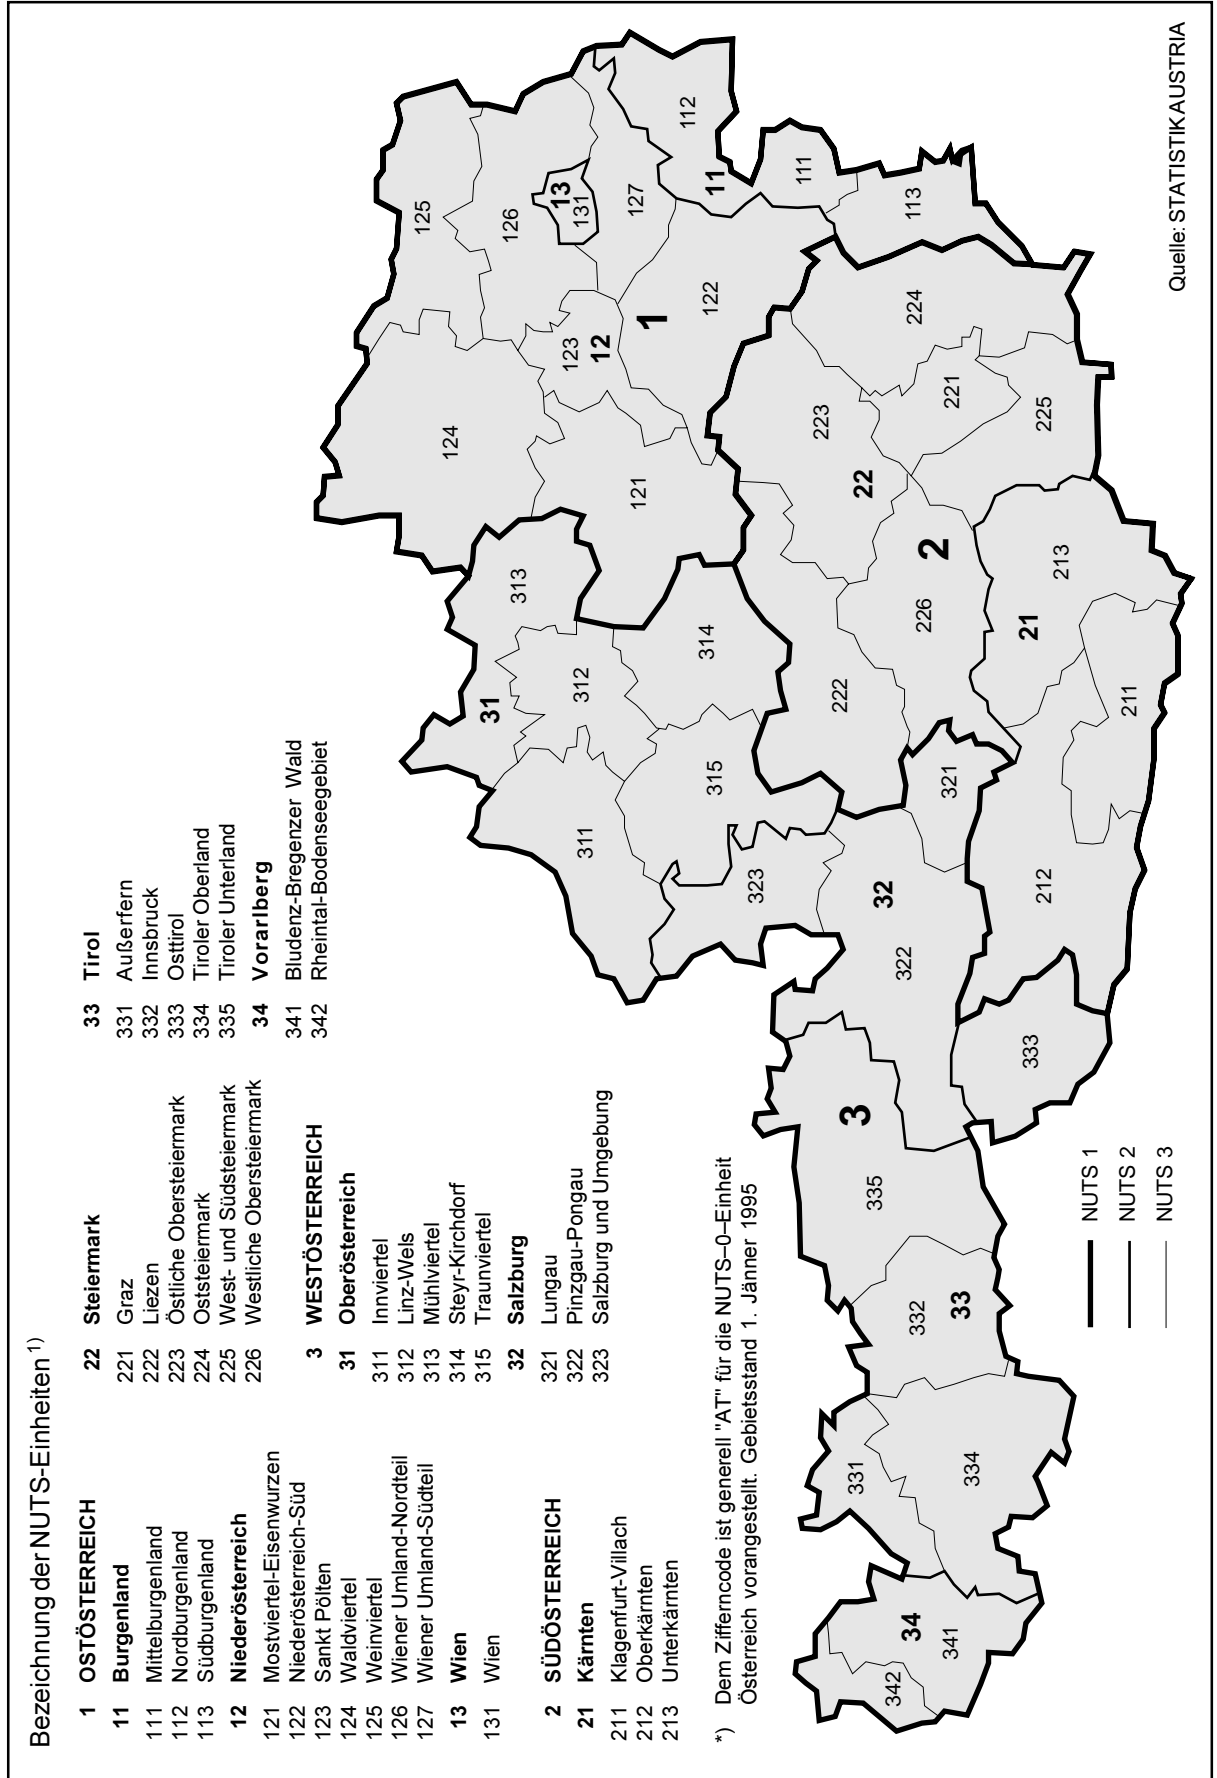 Bezeichnung der NUTS-Einheiten 1)
1 OSTÖSTERREICH
11 Burgenland
111 Mittelburgenland
112 Nordburgenland
113 Südburgenland
12 Niederösterreich
121 Mostviertel-Eisenwurzen
122 Niederösterreich-Süd
123 Sankt Pölten
124 Waldviertel
125 Weinviertel
126 Wiener Umland-Nordteil
127 Wiener Umland-Südteil
13 Wien
131 Wien
2 SÜDÖSTERREICH
21 Kärnten
211 Klagenfurt-Villach
212 Oberkärnten
213 Unterkärnten
22 Steiermark
221 Graz
222 Liezen
223 Östliche Obersteiermark
224 Oststeiermark
225 West- und Südsteiermark
226 Westliche Obersteiermark
3 WESTÖSTERREICH
31 Oberösterreich
311 Innviertel
312 Linz-Wels
313 Mühlviertel
314 Steyr-Kirchdorf
315 Traunviertel
32 Salzburg
321 Lungau
322 Pinzgau-Pongau
323 Salzburg und Umgebung
33 Tirol
331 Außerfern
332 Innsbruck
333 Osttirol
334 Tiroler Oberland
335 Tiroler Unterland
34 Vorarlberg
341 Bludenz-Bregenzer Wald
342 Rheintal-Bodenseegebiet
*) Dem Zifferncode ist generell "AT" für die NUTS–0–Einheit
Österreich vorangestellt. Gebietsstand 1. Jänner 1995
124
125
126
13
131
127
112
11
111
113
123
12
1
122
121
313
31
312
314
311
315
323
223
224
22
221
225
222
2
226
21
213
211
321
32
212
322
333
3
335
332
33
331
334
34
341
342
NUTS 1
NUTS 2
NUTS 3
Quelle: STATISTIK AUSTRIA